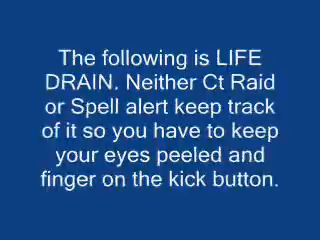 The following is LIFE
DRAIN. Neither Ct Raid
or Spell alert keep track
of it so you have to keep
your eyes peeled and
finger on the kick button.